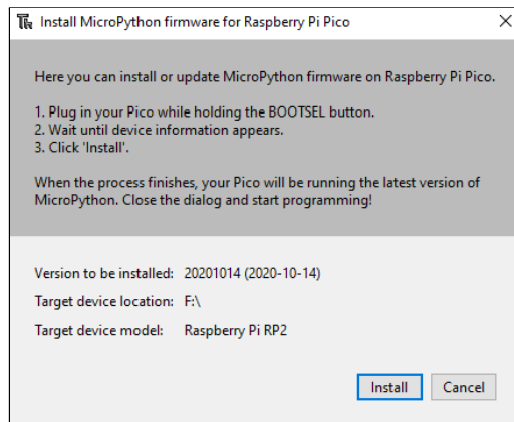 Install MicroPython firmware for Raspberry Pi Pico
Here you can install or update MicroPython firmware on Raspberry Pi Pico.
1. Plug in your Pico while holding the BOOTSEL button.
2. Wait until device information appears.
3. Click 'Install'.
When the process finishes, your Pico will be running the latest version of
MicroPython. Close the dialog and start programming!
Version to be installed: 20201014 (2020-10-14)
Target device location: F:\
Target device model: Raspberry Pi RP2
Install Cancel